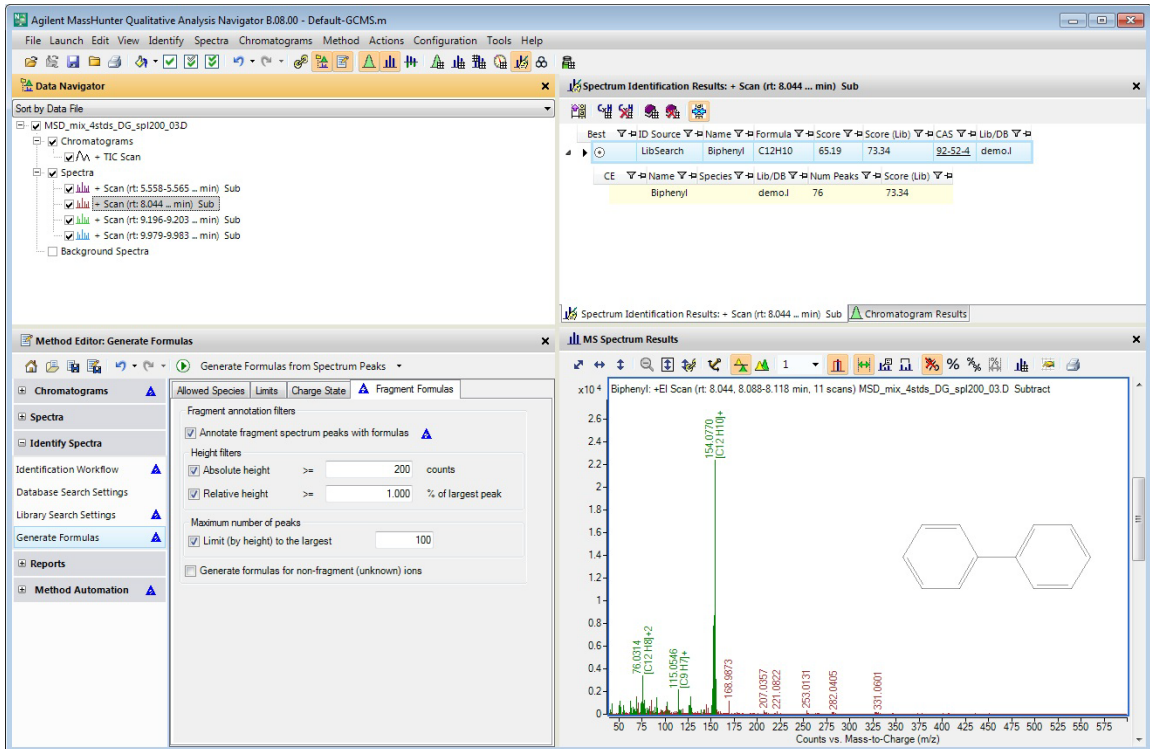 Agilent MassHunter Qualitative Analysis Navigator B.08.00 - Default-GCMS.m
File Launch Edit View Identify Spectra Chromatograms Method Actions Configuration Tools Help
Data Navigator
Sort by Data File
MSD_mix_4stds_DG_spl200_03.D
Chromatograms
+ TIC Scan
Spectra
+ Scan (rt: 5.558-5.565 ... min) Sub
+ Scan (rt: 8.044 ... min) Sub
+ Scan (rt: 9.196-9.203 ... min) Sub
+ Scan (rt: 9.979-9.983 ... min) Sub
Background Spectra
Spectrum Identification Results: + Scan (rt: 8.044 ... min) Sub
Best ID Source Name Formula Score Score (Lib) CAS Lib/DB
LibSearch Biphenyl C12H10 65.19 73.34 92-52-4 demo.l
CE Name Species Lib/DB Num Peaks Score (Lib)
Biphenyl demo.l 76 73.34
Spectrum Identification Results: + Scan (rt: 8.044 ... min) Sub Chromatogram Results
Method Editor: Generate Formulas
Generate Formulas from Spectrum Peaks
Chromatograms
Spectra
Identify Spectra
Identification Workflow
Database Search Settings
Library Search Settings
Generate Formulas
Reports
Method Automation
Allowed Species Limits Charge State Fragment Formulas
Fragment annotation filters
Annotate fragment spectrum peaks with formulas
Height filters
Absolute height >= 200 counts
Relative height >= 1.000 % of largest peak
Maximum number of peaks
Limit (by height) to the largest 100
Generate formulas for non-fragment (unknown) ions
MS Spectrum Results
1
x10 4
Biphenyl: +EI Scan (rt: 8.044, 8.088-8.118 min, 11 scans) MSD_mix_4stds_DG_spl200_03.D Subtract
2.6
2.4
2.2
2
1.8
1.6
1.4
1.2
1
0.8
0.6
0.4
0.2
0
76.0314
[C12 H8]+2
115.0546
[C9 H7]+
154.0770
[C12 H10]+
168.9873
207.0357
221.0822
253.0131
282.0405
331.0601
50 75 100 125 150 175 200 225 250 275 300 325 350 375 400 425 450 475 500 525 550 575
Counts vs. Mass-to-Charge (m/z)